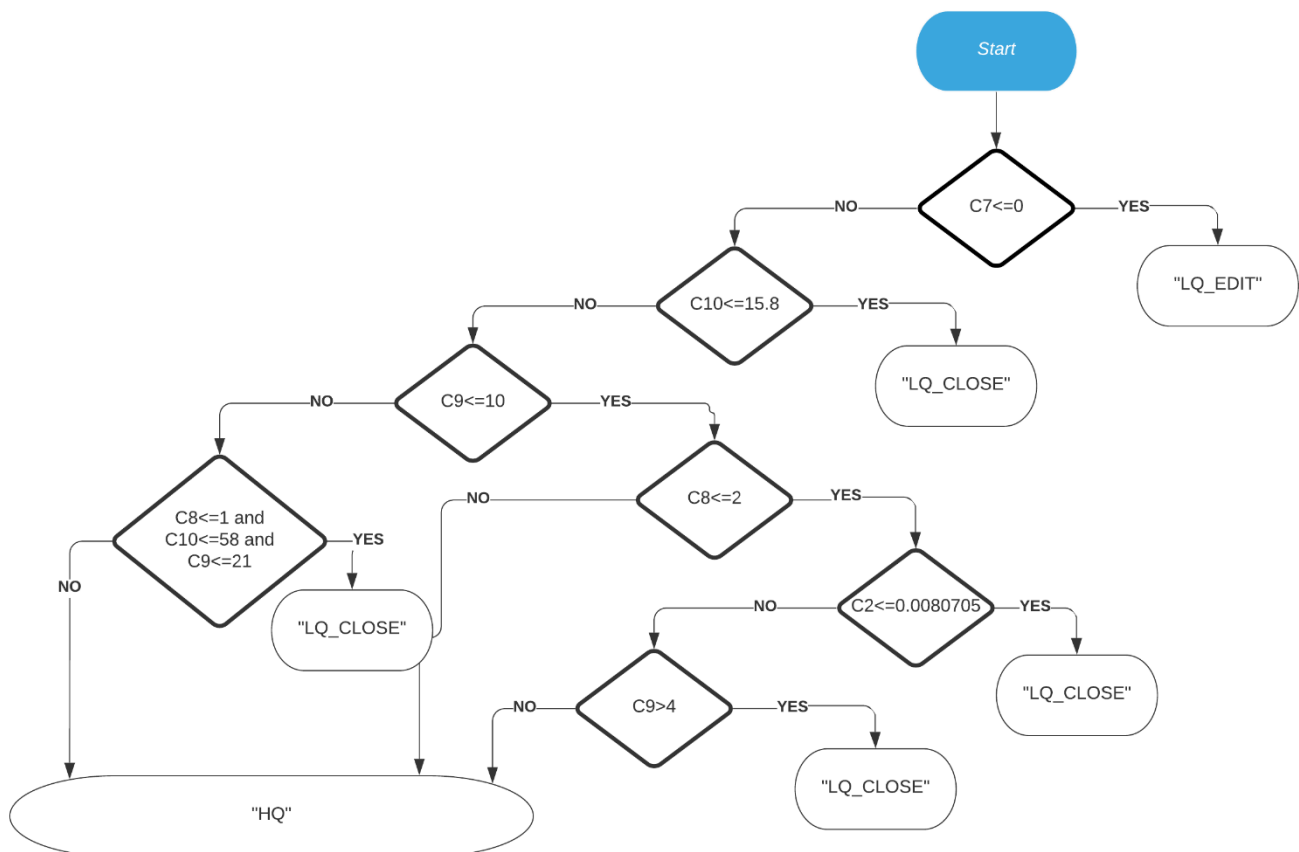 Start
C7<=0
NO
YES
"LQ_EDIT"
C10<=15.8
NO
YES
"LQ_CLOSE"
C9<=10
NO
YES
C8<=2
NO
YES
C8<=1 and
C10<=58 and
C9<=21
YES
NO
"LQ_CLOSE"
C2<=0.0080705
NO
YES
"LQ_CLOSE"
C9>4
NO
YES
"LQ_CLOSE"
"HQ"